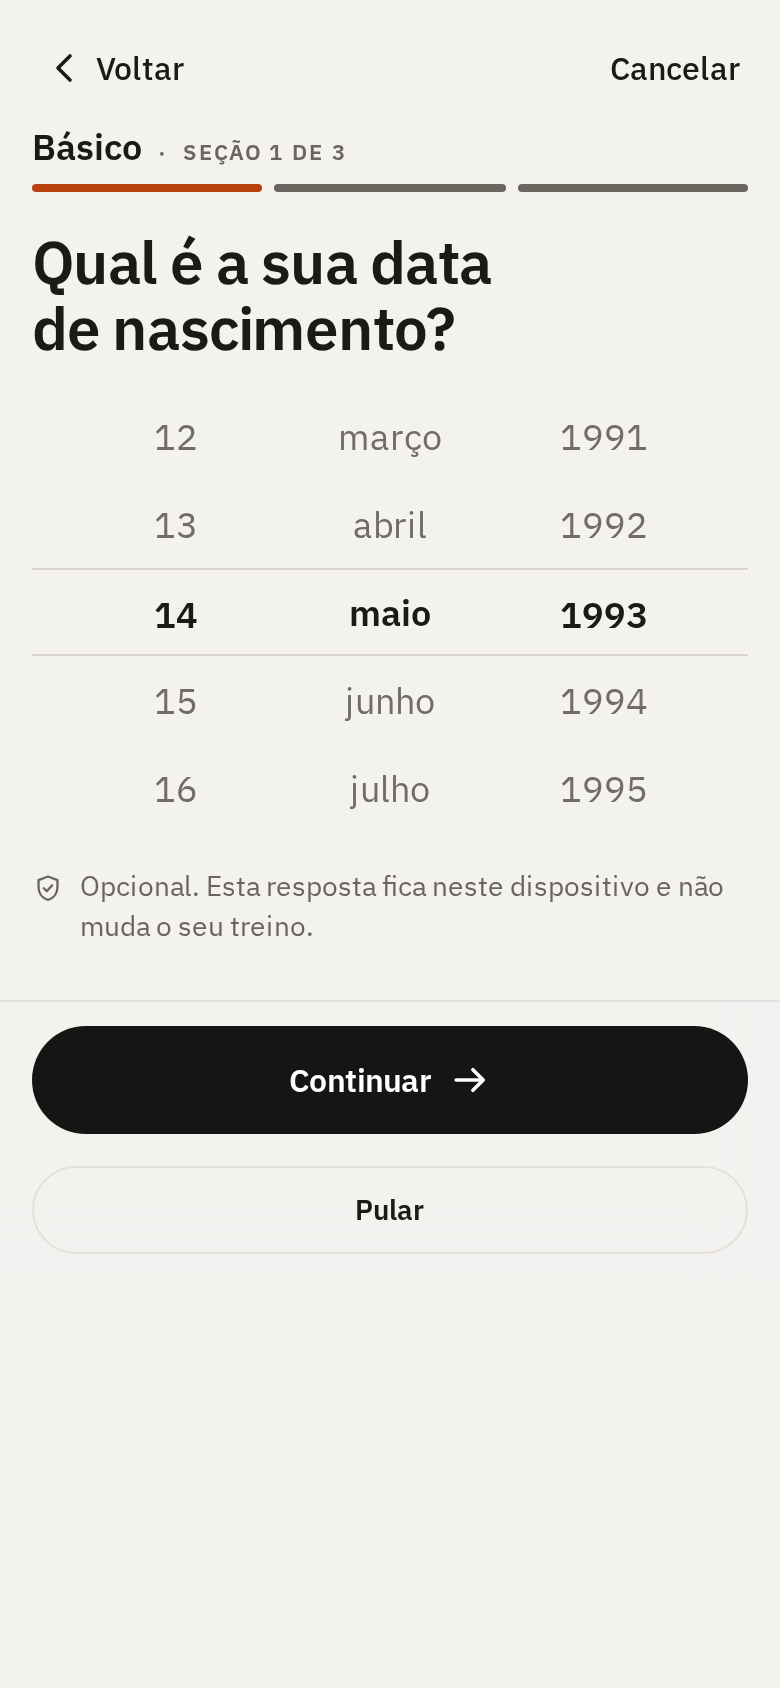 Voltar
Cancelar
Básico · SEÇÃO 1 DE 3
Qual é a sua data
de nascimento?
12 março 1991
13 abril 1992
14 maio 1993
15 junho 1994
16 julho 1995
Opcional. Esta resposta fica neste dispositivo e não
muda o seu treino.
Continuar
Pular